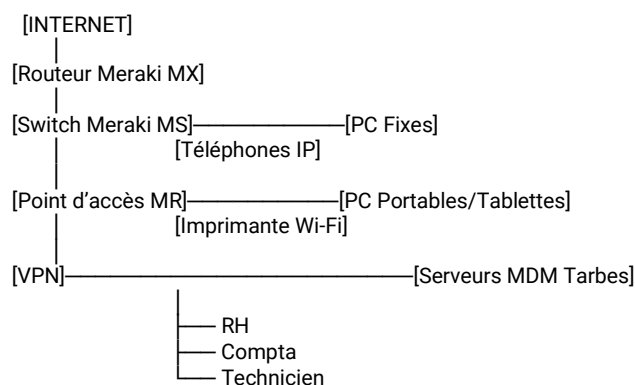 [INTERNET]
[Routeur Meraki MX]
[Switch Meraki MS] [PC Fixes]
[Téléphones IP]
[Point d’accès MR] [PC Portables/Tablettes]
[Imprimante Wi-Fi]
[VPN] [Serveurs MDM Tarbes]
RH
Compta
Technicien